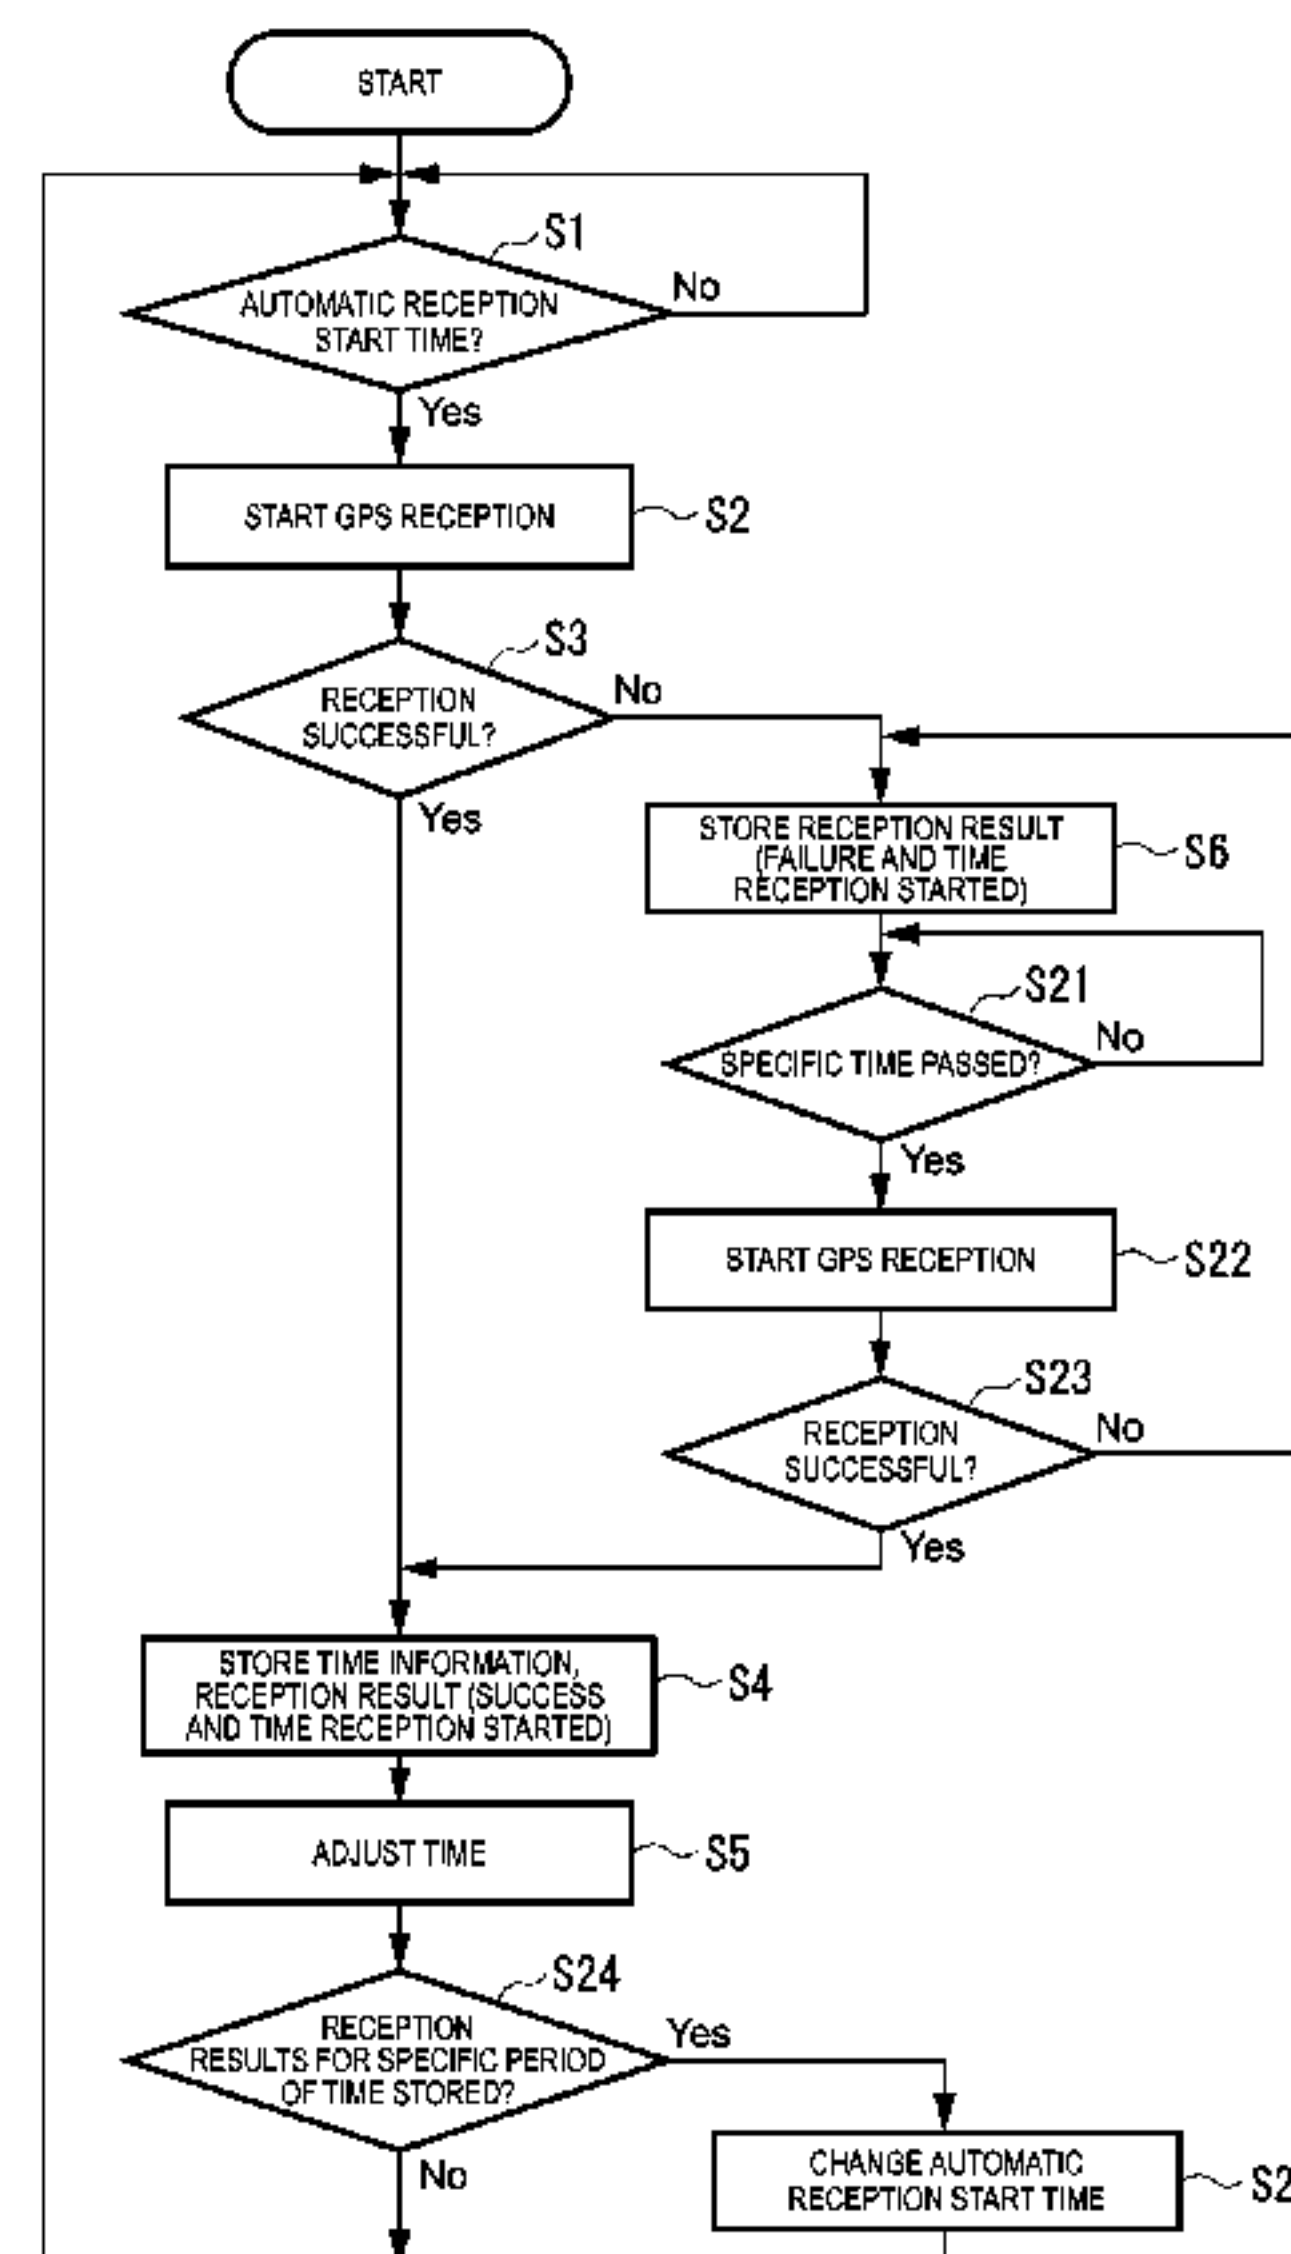 START
S1
AUTOMATIC RECEPTION
START TIME?
No
Yes
START GPS RECEPTION
S2
S3
RECEPTION
SUCCESSFUL?
No
Yes
STORE RECEPTION RESULT
(FAILURE AND TIME
RECEPTION STARTED)
S6
S21
SPECIFIC TIME PASSED?
No
Yes
START GPS RECEPTION
S22
S23
RECEPTION
SUCCESSFUL?
No
Yes
STORE TIME INFORMATION,
RECEPTION RESULT (SUCCESS
AND TIME RECEPTION STARTED)
S4
ADJUST TIME
S5
S24
RECEPTION
RESULTS FOR SPECIFIC PERIOD
OF TIME STORED?
Yes
No
CHANGE AUTOMATIC
RECEPTION START TIME